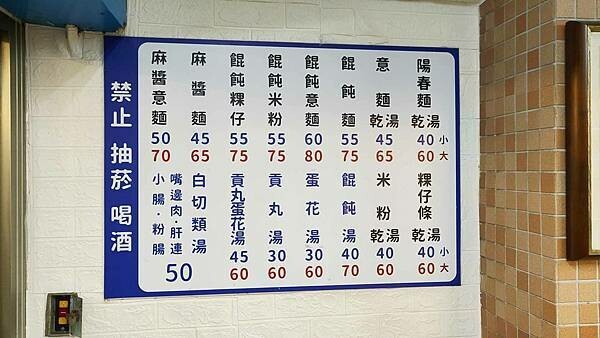 小
大
陽春麵 乾湯 40 60
意麵 乾湯 45 65
餛飩麵 55 75
餛飩意麵 60 80
餛飩米粉 55 75
餛飩粿仔 55 75
麻醬麵 45 65
麻醬意麵 50 70
小
大
粿仔條 乾湯 40 60
米粉 乾湯 40 60
餛飩湯 40 70
蛋花湯 30 60
貢丸湯 30 60
貢丸蛋花湯 45 60
白切類湯
嘴邊肉·肝連
小腸·粉腸
50
禁止 抽菸 喝酒